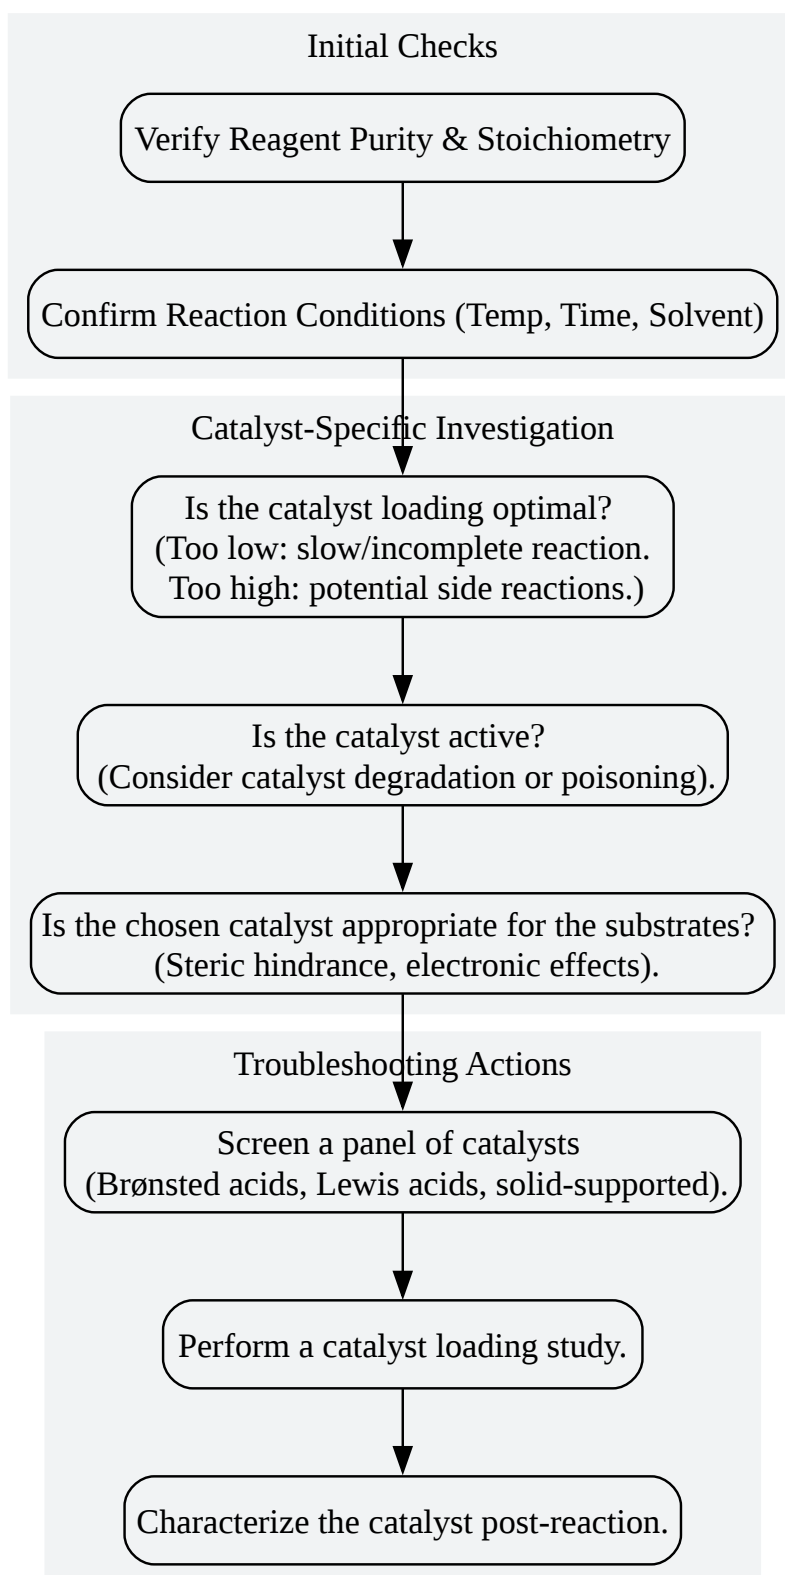 Initial Checks
Verify Reagent Purity & Stoichiometry
Confirm Reaction Conditions (Temp, Time, Solvent)
Catalyst-Specific Investigation
Is the catalyst loading optimal?
(Too low: slow/incomplete reaction.
Too high: potential side reactions.)
Is the catalyst active?
(Consider catalyst degradation or poisoning).
Is the chosen catalyst appropriate for the substrates?
(Steric hindrance, electronic effects).
Troubleshooting Actions
Screen a panel of catalysts
(Brønsted acids, Lewis acids, solid-supported).
Perform a catalyst loading study.
Characterize the catalyst post-reaction.